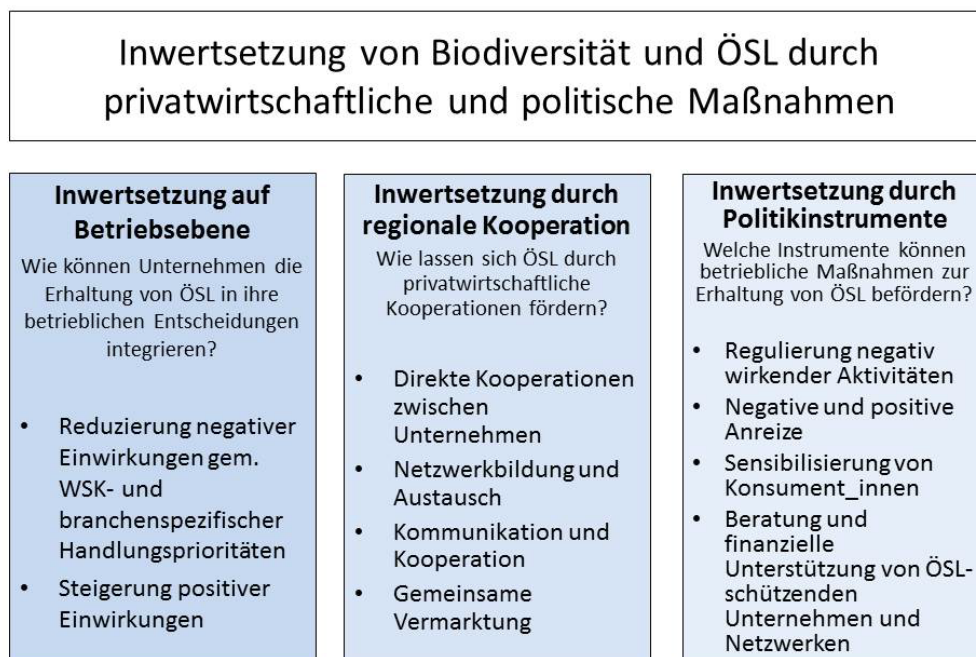 Inwertsetzung von Biodiversität und ÖSL durch
privatwirtschaftliche und politische Maßnahmen
Inwertsetzung auf
Betriebsebene
Wie können Unternehmen die
Erhaltung von ÖSL in ihre
betrieblichen Entscheidungen
integrieren?
• Reduzierung negativer
Einwirkungen gem.
WSK- und
branchenspezifischer
Handlungsprioritäten
• Steigerung positiver
Einwirkungen
Inwertsetzung durch
regionale Kooperation
Wie lassen sich ÖSL durch
privatwirtschaftliche
Kooperationen fördern?
• Direkte Kooperationen
zwischen
Unternehmen
• Netzwerkbildung und
Austausch
• Kommunikation und
Kooperation
• Gemeinsame
Vermarktung
Inwertsetzung durch
Politikinstrumente
Welche Instrumente können
betriebliche Maßnahmen zur
Erhaltung von ÖSL befördern?
• Regulierung negativ
wirkender Aktivitäten
• Negative und positive
Anreize
• Sensibilisierung von
Konsument_innen
• Beratung und
finanzielle
Unterstützung von ÖSL-
schützenden
Unternehmen und
Netzwerken